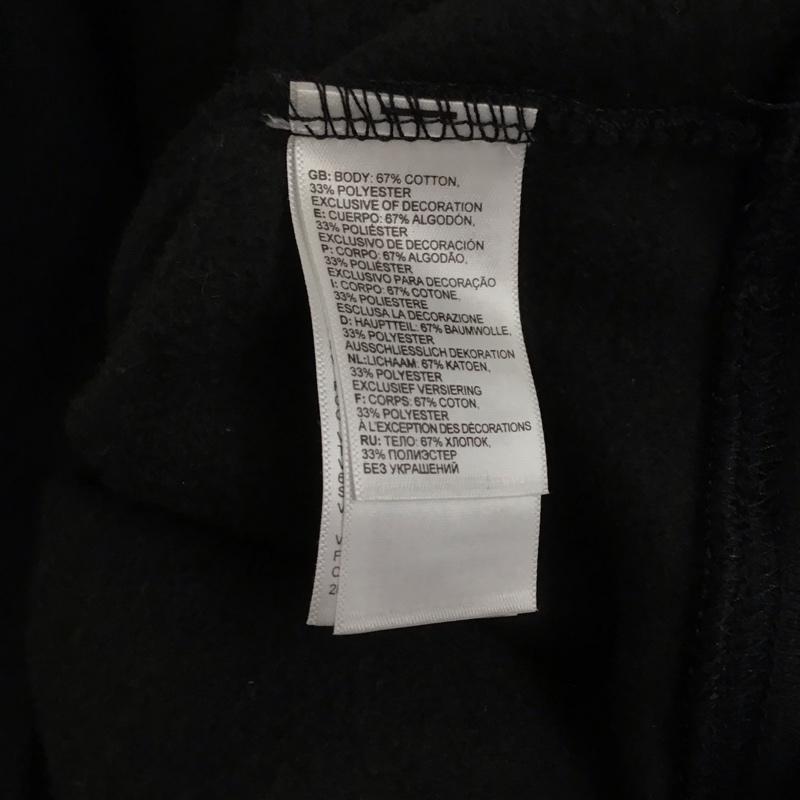 GB: BODY: 67% COTTON,
33% POLYESTER
EXCLUSIVE OF DECORATION
E: CUERPO: 67% ALGODÓN,
33% POLIÉSTER
EXCLUSIVO DE DECORACIÓN
P: CORPO: 67% ALGODÃO,
33% POLIÉSTER
EXCLUSIVO PARA DECORAÇÃO
I: CORPO: 67% COTONE,
33% POLIESTERE
ESCLUSA LA DECORAZIONE
D: HAUPTTEIL: 67% BAUMWOLLE,
33% POLYESTER
AUSSCHLIESSLICH DEKORATION
NL:LICHAAM: 67% KATOEN,
33% POLYESTER
EXCLUSIEF VERSIERING
F: CORPS: 67% COTON,
33% POLYESTER
À L'EXCEPTION DES DÉCORATIONS
RU: ТЕЛО: 67% ХЛОПОК,
33% ПОЛИЭСТЕР
БЕЗ УКРАШЕНИЙ